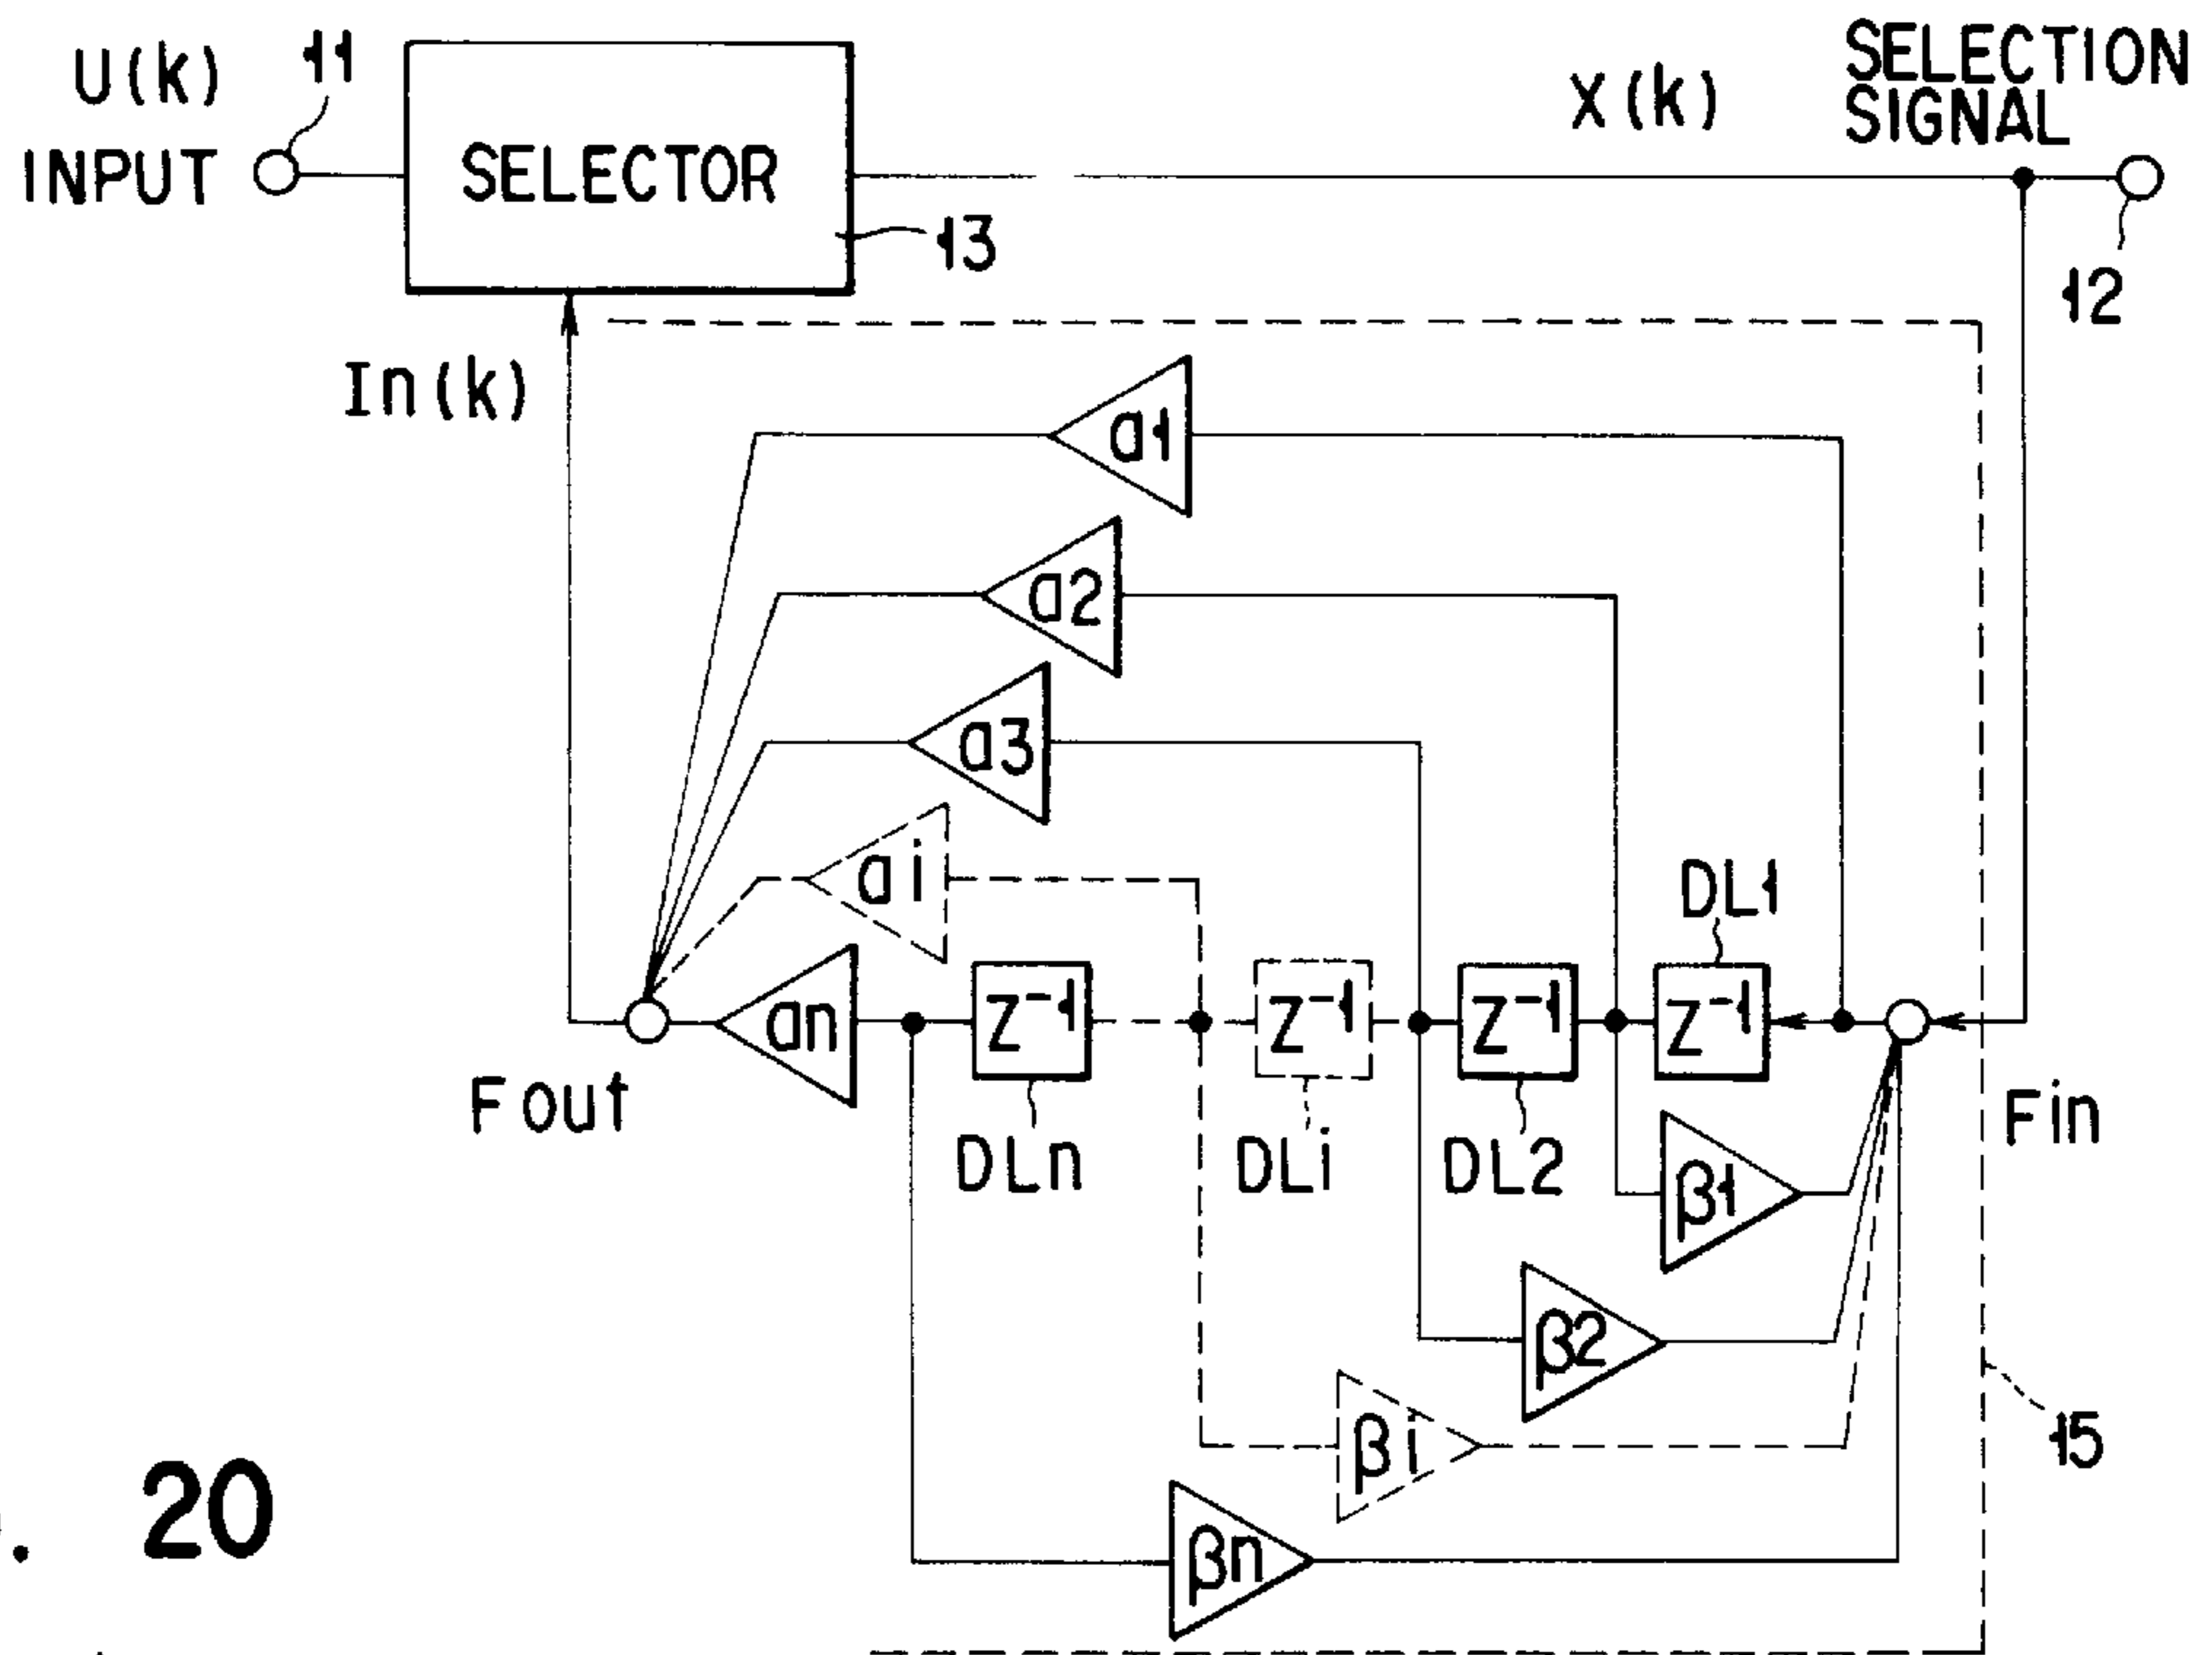 U(k)
11
INPUT
SELECTOR
13
X(k)
SELECTION
SIGNAL
12
In(k)
a1
a2
a3
ai
an
Z⁻¹
Z⁻¹
Z⁻¹
Z⁻¹
DL1
Fout
DLn
DLi
DL2
Fin
β1
β2
βi
βn
15
. 20